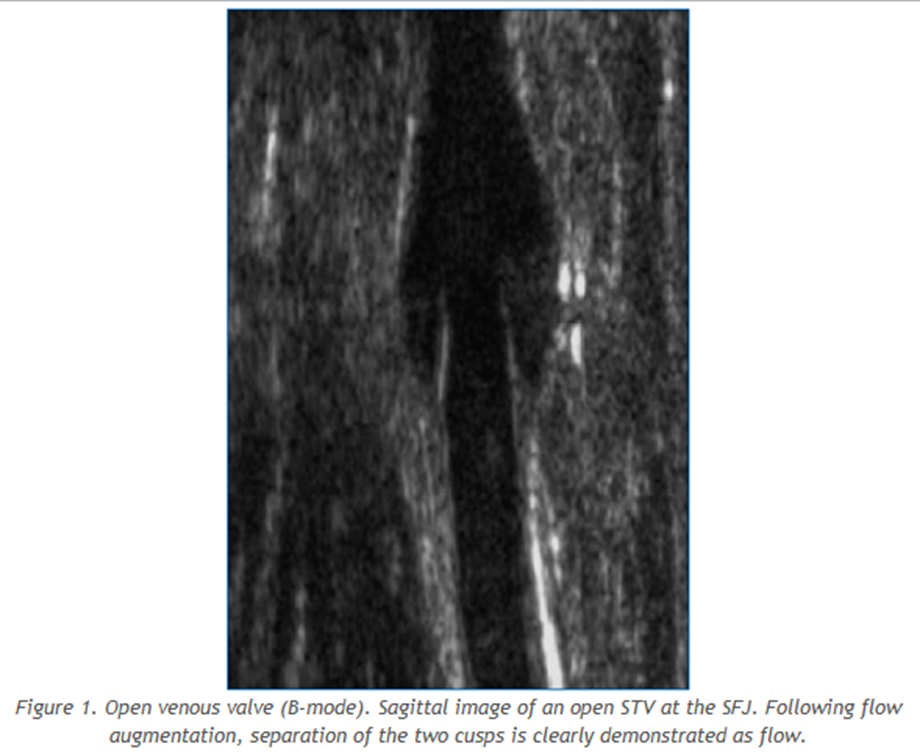 Figure 1. Open venous valve (B-mode). Sagittal image of an open STV at the SFJ. Following flow
augmentation, separation of the two cusps is clearly demonstrated as flow.